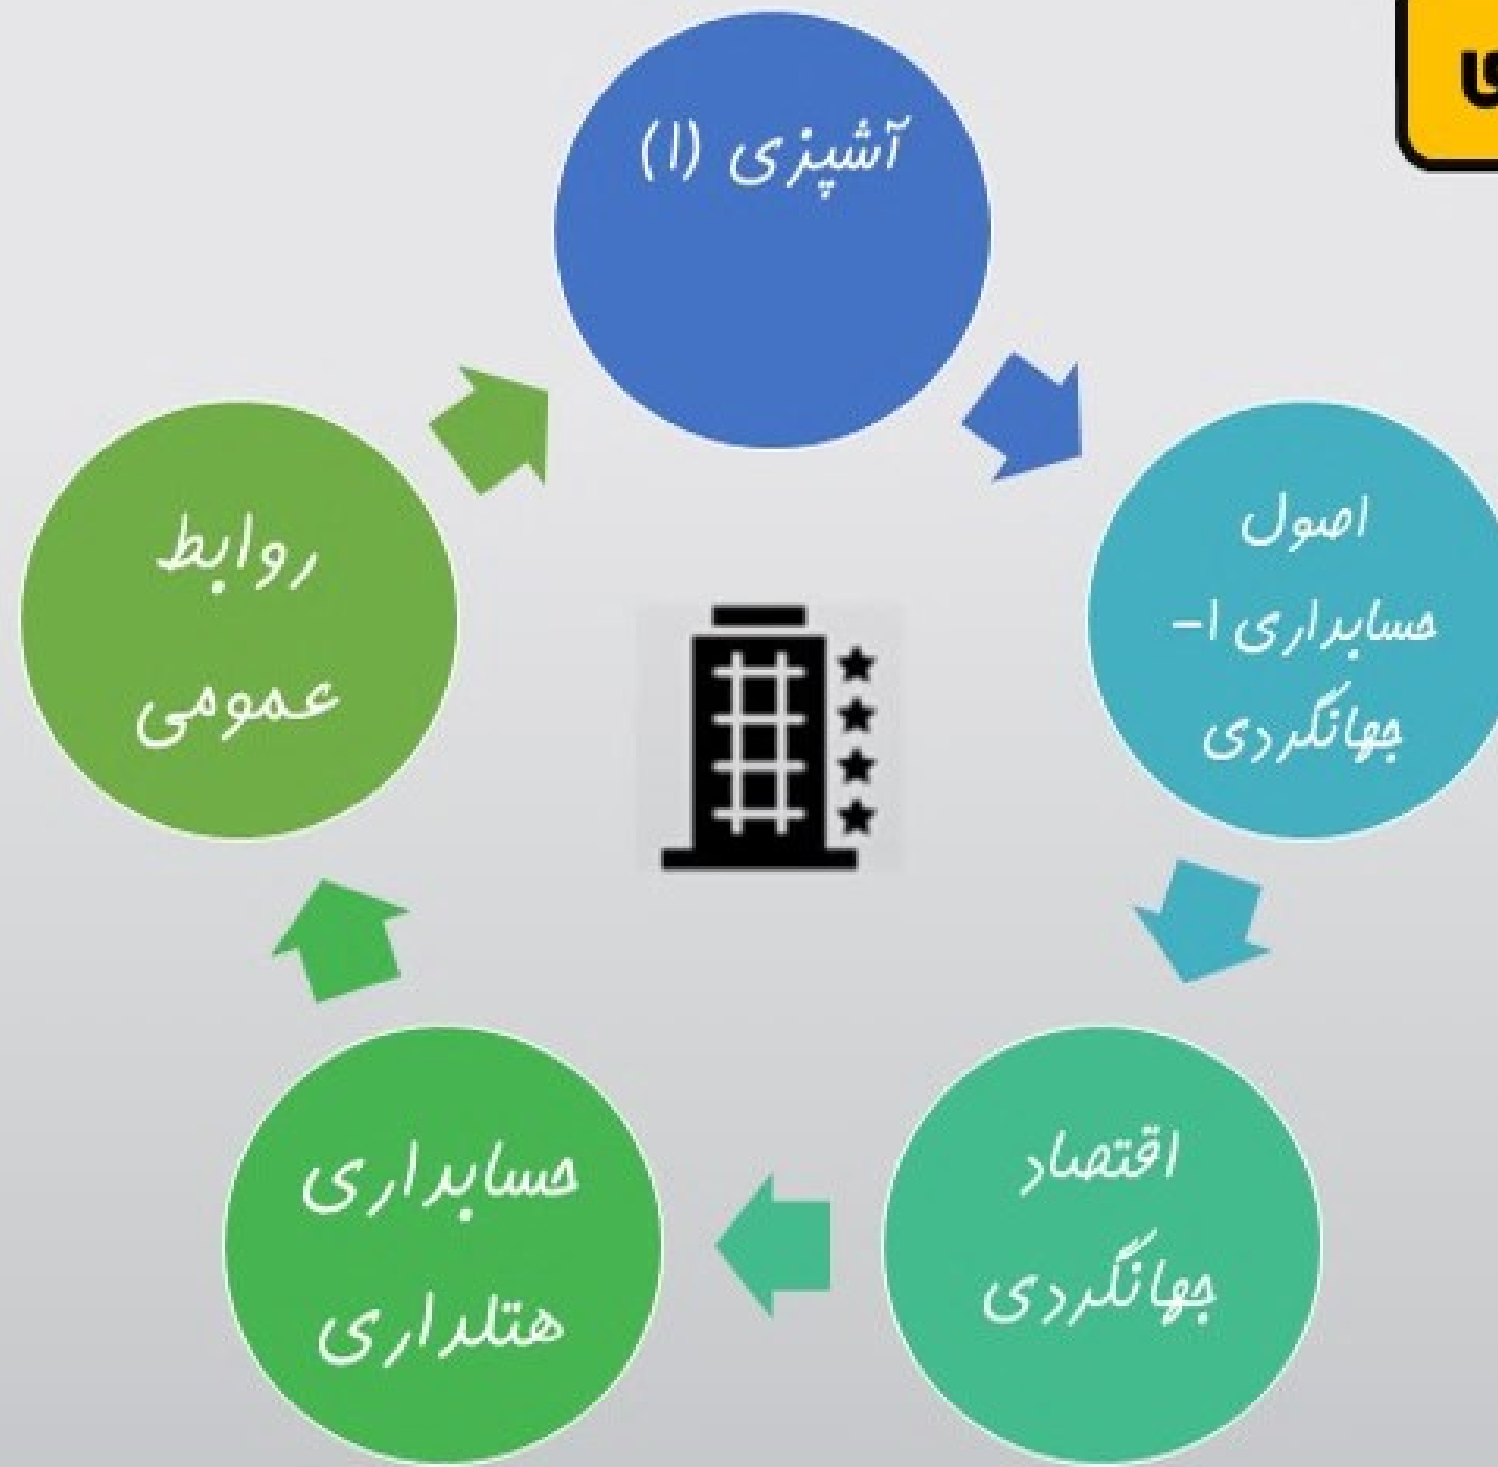 آشپزی (۱)
اصول
حسابداری ۱-
جهانگردی
اقتصاد
جهانگردی
حسابداری
هتلداری
روابط
عمومی